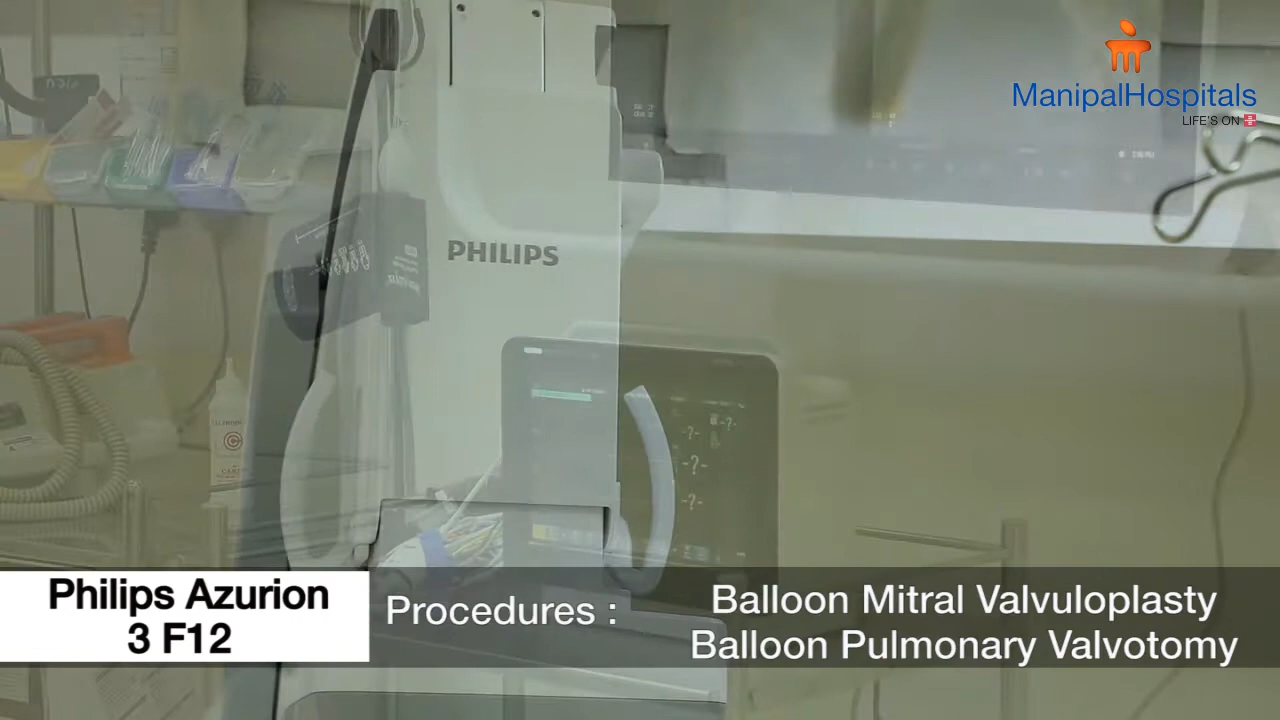 ManipalHospitals
LIFE'S ON
PHILIPS
-?-
-?-
-?-
-?-
Philips Azurion
3 F12
Procedures :
Balloon Mitral Valvuloplasty
Balloon Pulmonary Valvotomy